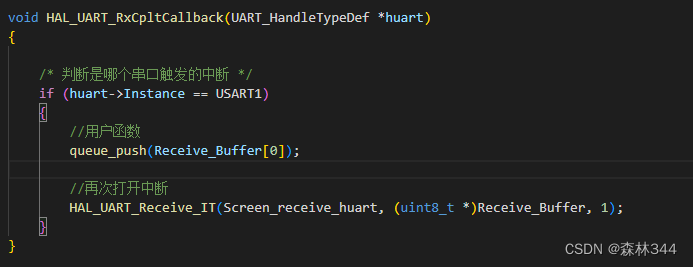 void HAL_UART_RxCpltCallback(UART_HandleTypeDef *huart)
{
/* 判断是哪个串口触发的中断 */
if (huart->Instance == USART1)
{
//用户函数
queue_push(Receive_Buffer[0]);
//再次打开中断
HAL_UART_Receive_IT(Screen_receive_huart, (uint8_t *)Receive_Buffer, 1);
}
}
CSDN @森林344